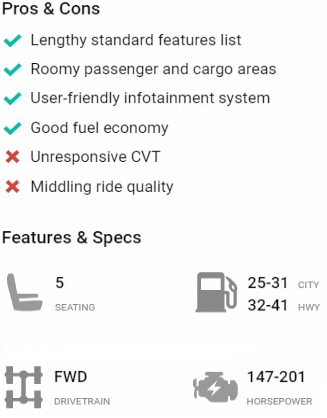 Pros & Cons
Lengthy standard features list
Roomy passenger and cargo areas
User-friendly infotainment system
Good fuel economy
Unresponsive CVT
Middling ride quality
Features & Specs
5
SEATING
25-31 CITY
32-41 HWY
FWD
DRIVETRAIN
147-201
HORSEPOWER